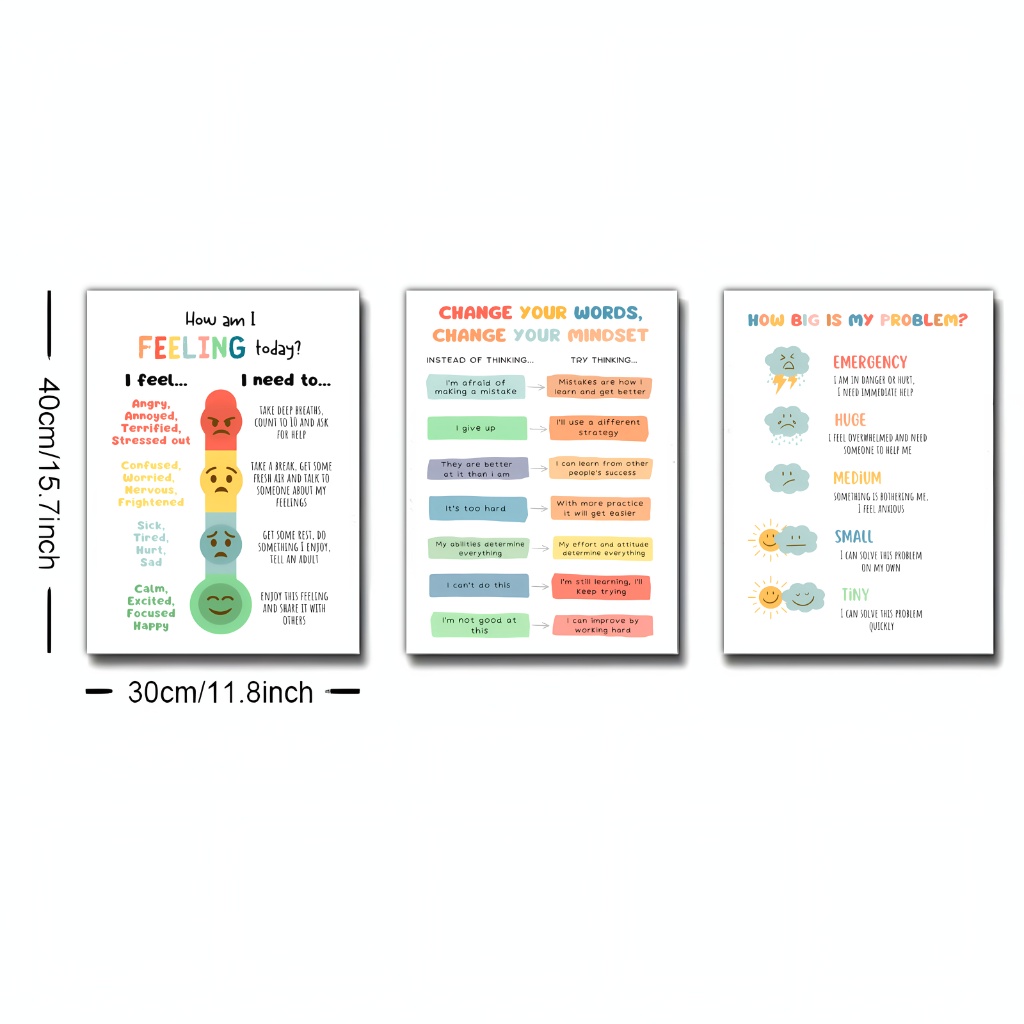 40cm/15.7inch
30cm/11.8inch
How am I
FEELING today?
I feel...
I need to...
Angry,
Annoyed,
Terrified,
Stressed out
TAKE DEEP BREATHS,
COUNT TO 10 AND ASK
FOR HELP
Confused,
Worried,
Nervous,
Frightened
TAKE A BREAK, GET SOME
FRESH AIR AND TALK TO
SOMEONE ABOUT MY
FEELINGS
Sick,
Tired,
Hurt,
Sad
GET SOME REST, DO
SOMETHING I ENJOY,
TELL AN ADULT
Calm,
Excited,
Focused
Happy
ENJOY THIS FEELING
AND SHARE IT WITH
OTHERS
CHANGE YOUR WORDS,
CHANGE YOUR MINDSET
INSTEAD OF THINKING...
TRY THINKING...
I'm afraid of
making a mistake
Mistakes are how I
learn and get better
I give up
I'll use a different
strategy
They are better
at it than i am
I can learn from other
people's success
It's too hard
With more practice
it will get easier
My abilities determine
everything
My effort and attitude
determine everything
I can't do this
I'm still learning, I'll
Keep trying
I'm not good at
this
I can improve by
working hard
HOW BIG IS MY PROBLEM?
EMERGENCY
I AM IN DANGER OR HURT,
I NEED IMMEDIATE HELP
HUGE
I FEEL OVERWHELMED AND NEED
SOMEONE TO HELP ME
MEDIUM
SOMETHING IS BOTHERING ME,
I FEEL ANXIOUS
SMALL
I CAN SOLVE THIS PROBLEM
ON MY OWN
TiNY
I CAN SOLVE THIS PROBLEM
QUICKLY